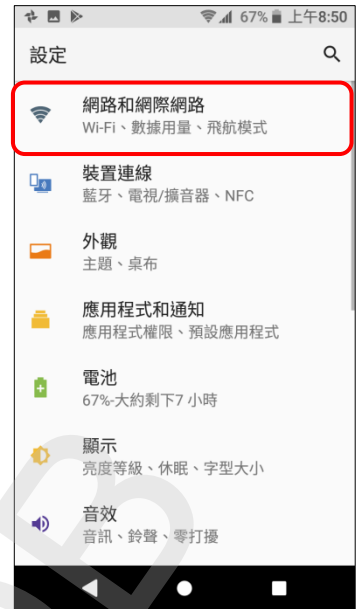 67% 上午8:50
設定
網路和網際網路
Wi-Fi、數據用量、飛航模式
裝置連線
藍牙、電視/擴音器、NFC
外觀
主題、桌布
應用程式和通知
應用程式權限、預設應用程式
電池
67%-大約剩下7 小時
顯示
亮度等級、休眠、字型大小
音效
音訊、鈴聲、零打擾